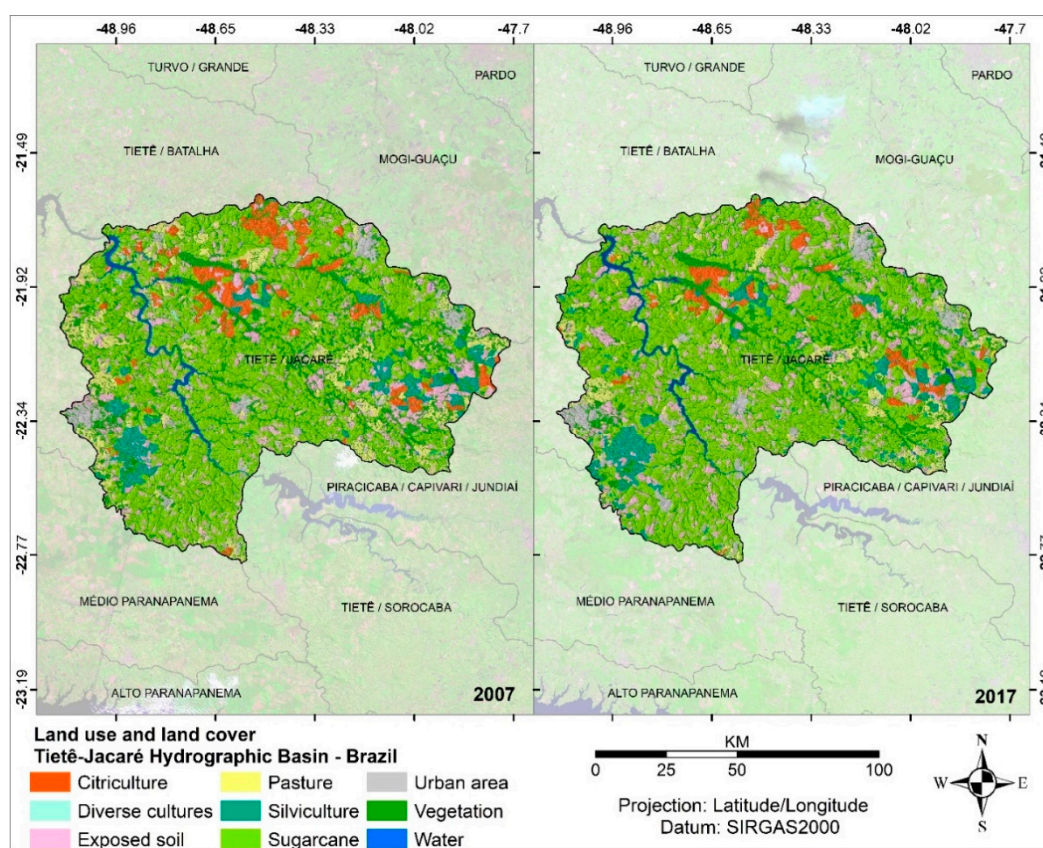 -48.96 -48.65 -48.33 -48.02 -47.7 -48.96 -48.65 -48.33 -48.02 -47.7
TURVO / GRANDE
PARDO
TURVO / GRANDE
PARDO
-21.49
TIETÊ / BATALHA
MOGI-GUAÇU
TIETÊ / BATALHA
MOGI-GUAÇU
-21.92
TIETÊ / JACARÉ
TIETÊ / JACARÉ
-22.34
PIRACICABA / CAPIVARI / JUNDIAÍ
PIRACICABA / CAPIVARI / JUNDIAÍ
-22.77
MÉDIO PARANAPANEMA
TIETÊ / SOROCABA
MÉDIO PARANAPANEMA
TIETÊ / SOROCABA
-23.19
ALTO PARANAPANEMA
2007
ALTO PARANAPANEMA
2017
Land use and land cover
Tietê-Jacaré Hydrographic Basin - Brazil
Citriculture
Pasture
Urban area
Diverse cultures
Silviculture
Vegetation
Exposed soil
Sugarcane
Water
KM
0 25 50 100
Projection: Latitude/Longitude
Datum: SIRGAS2000
N
W E
S